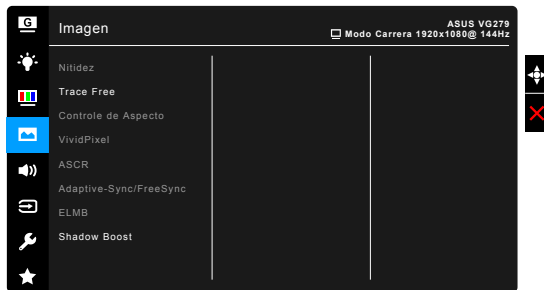 G
Imagen
ASUS VG279
Modo Carrera 1920x1080@ 144Hz
Nitidez
Trace Free
Controle de Aspecto
VividPixel
ASCR
Adaptive-Sync/FreeSync
ELMB
Shadow Boost